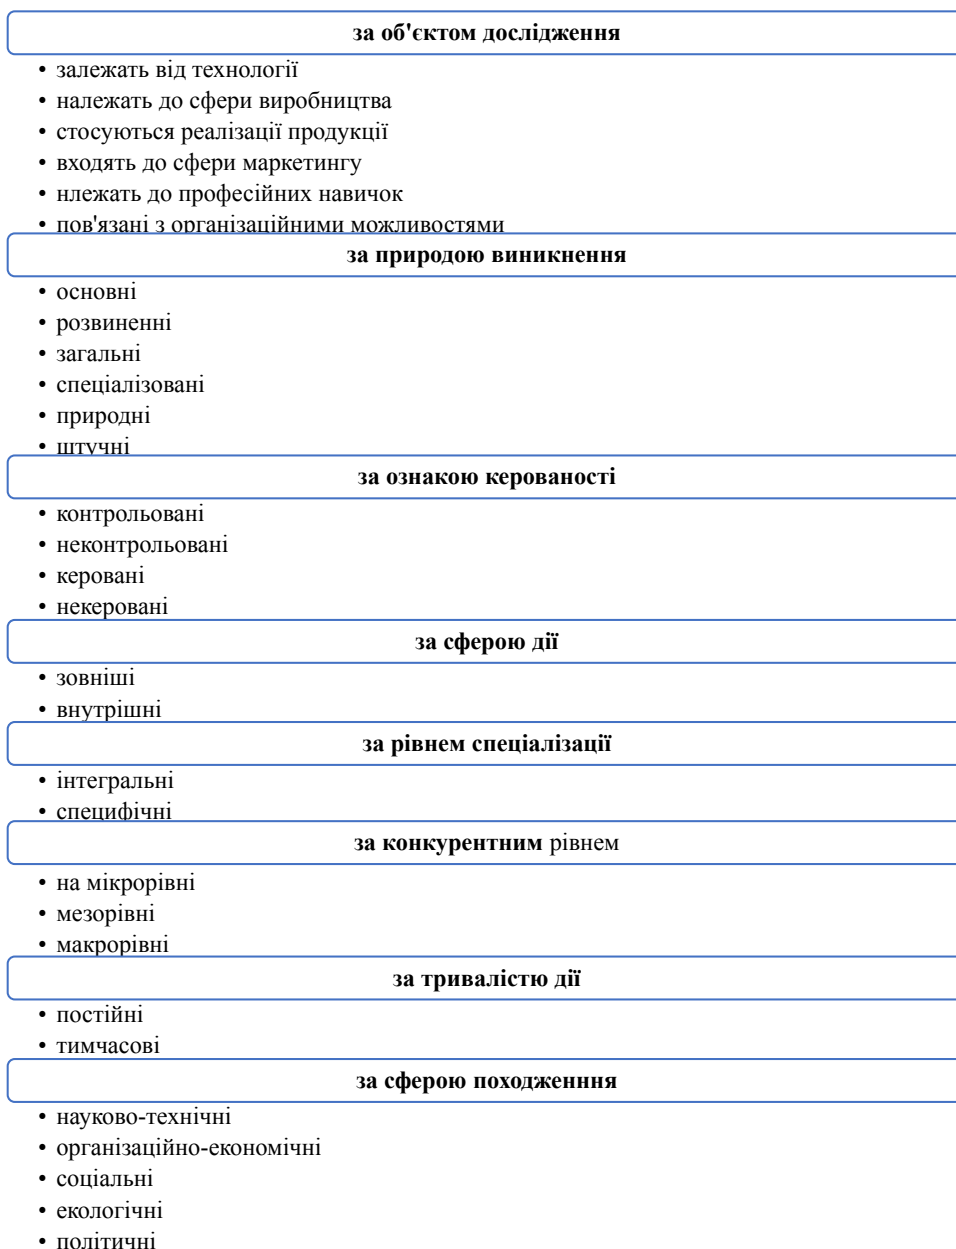 за об'єктом дослідження
• залежать від технології
• належать до сфери виробництва
• стосуються реалізації продукції
• входять до сфери маркетингу
• нлежать до професійних навичок
• пов'язані з організаційними можливостями
за природою виникнення
• основні
• розвиненні
• загальні
• спеціалізовані
• природні
• штучні
за ознакою керованості
• контрольовані
• неконтрольовані
• керовані
• некеровані
за сферою дії
• зовніші
• внутрішні
за рівнем спеціалізації
• інтегральні
• специфічні
за конкурентним рівнем
• на мікрорівні
• мезорівні
• макрорівні
за тривалістю дії
• постійні
• тимчасові
за сферою походженння
• науково-технічні
• організаційно-економічні
• соціальні
• екологічні
• політичні